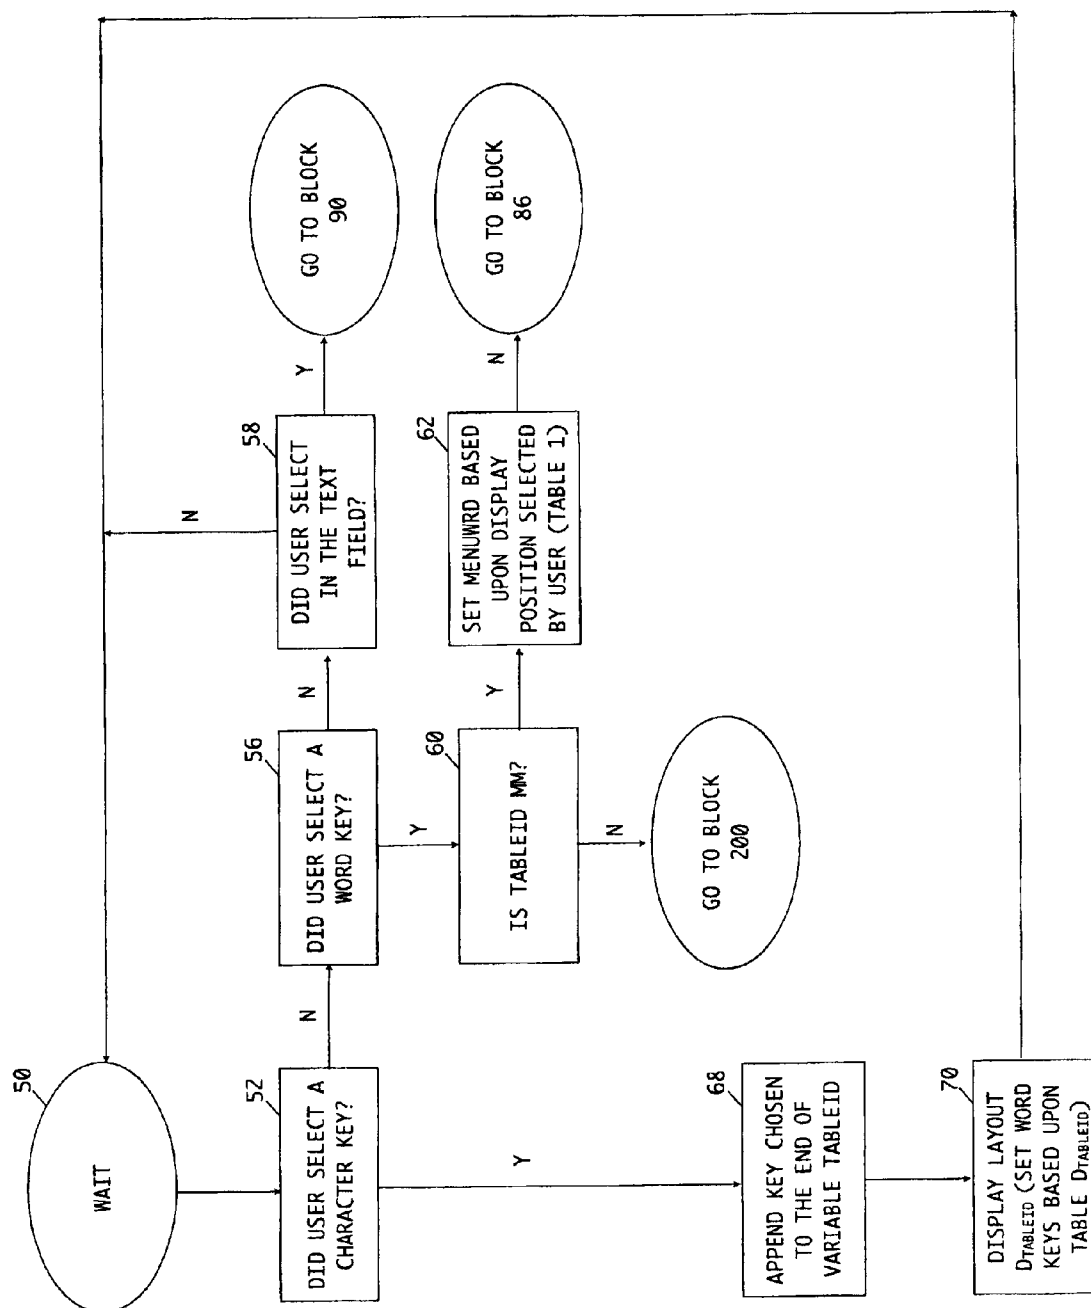 50
WAIT
52
DID USER SELECT A
CHARACTER KEY?
N
56
DID USER SELECT A
WORD KEY?
N
58
DID USER SELECT
IN THE TEXT
FIELD?
N
Y
GO TO BLOCK
90
Y
60
IS TABLEID MM?
Y
62
SET MENUWRD BASED
UPON DISPLAY
POSITION SELECTED
BY USER (TABLE 1)
N
GO TO BLOCK
86
N
GO TO BLOCK
200
Y
68
APPEND KEY CHOSEN
TO THE END OF
VARIABLE TABLEID
70
DISPLAY LAYOUT
DTABLEID (SET WORD
KEYS BASED UPON
TABLE DTABLEID)